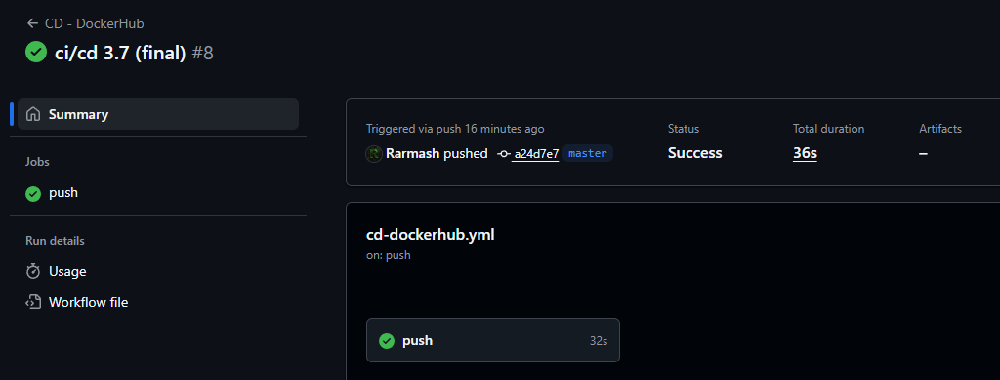 CD - DockerHub
ci/cd 3.7 (final) #8
Summary
Jobs
push
Run details
Usage
Workflow file
Triggered via push 16 minutes ago
Rarmash pushed a24d7e7 master
Status
Success
Total duration
36s
Artifacts
–
cd-dockerhub.yml
on: push
push 32s